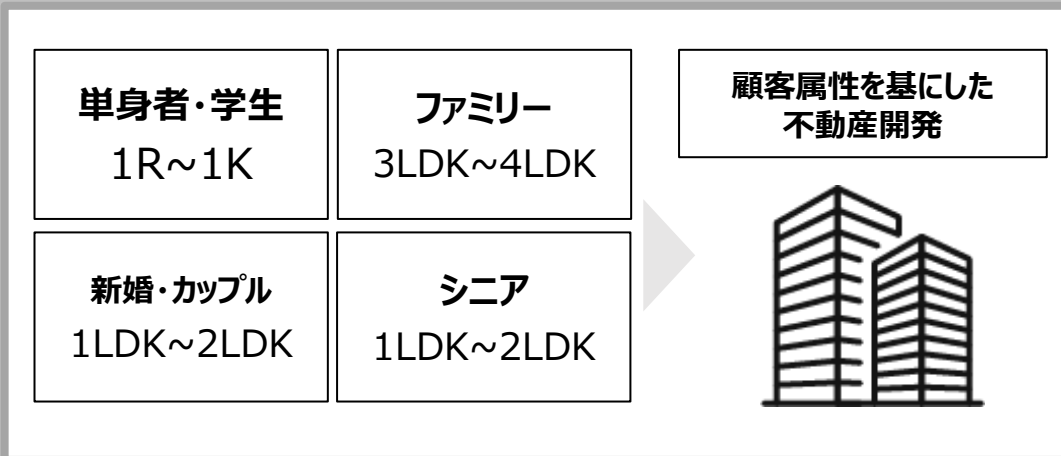 単身者・学生
1R~1K
ファミリー
3LDK~4LDK
新婚・カップル
1LDK~2LDK
シニア
1LDK~2LDK
顧客属性を基にした
不動産開発